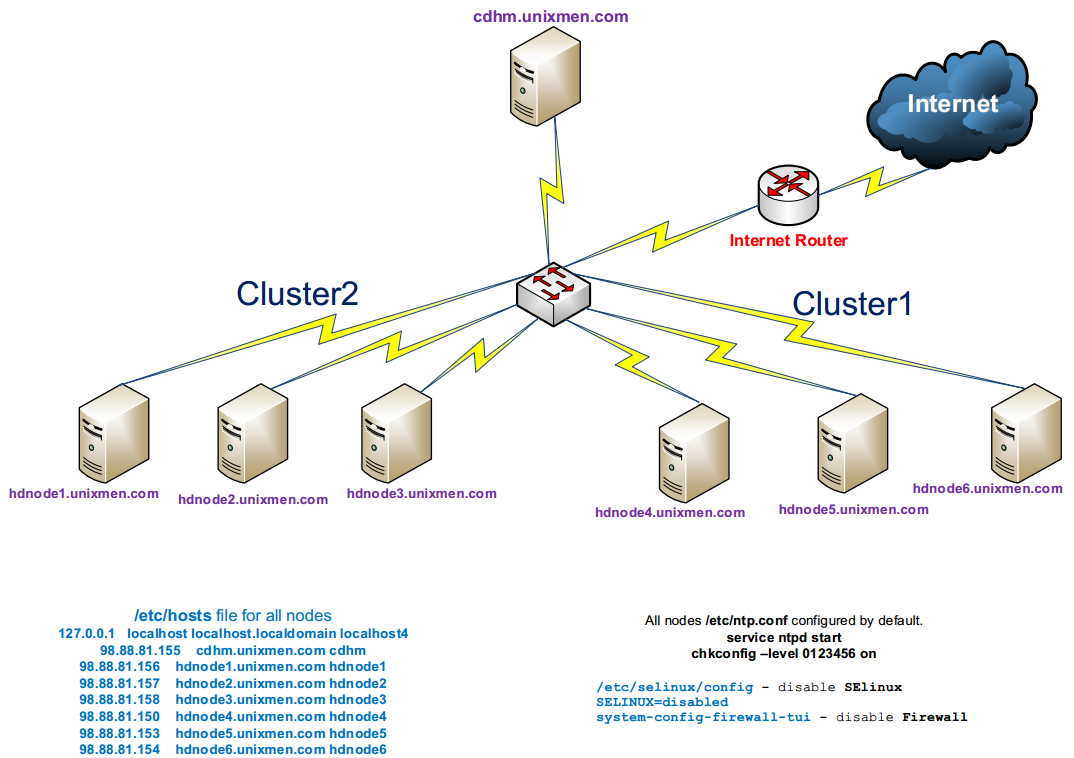 cdhm.unixmen.com
Internet
Internet Router
Cluster2
Cluster1
hdnode1.unixmen.com
hdnode2.unixmen.com
hdnode3.unixmen.com
hdnode4.unixmen.com
hdnode5.unixmen.com
hdnode6.unixmen.com
/etc/hosts file for all nodes
127.0.0.1 localhost localhost.localdomain localhost4
98.88.81.155 cdhm.unixmen.com cdhm
98.88.81.156 hdnode1.unixmen.com hdnode1
98.88.81.157 hdnode2.unixmen.com hdnode2
98.88.81.158 hdnode3.unixmen.com hdnode3
98.88.81.150 hdnode4.unixmen.com hdnode4
98.88.81.153 hdnode5.unixmen.com hdnode5
98.88.81.154 hdnode6.unixmen.com hdnode6
All nodes /etc/ntp.conf configured by default.
service ntpd start
chkconfig –level 0123456 on
/etc/selinux/config – disable SElinux
SELINUX=disabled
system-config-firewall-tui – disable Firewall